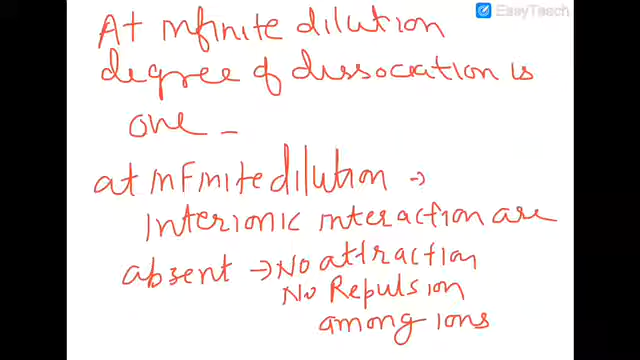 EasyTeach
At infinite dilution
degree of dissociation is
one -
at infinite dilution →
Interionic interaction are
absent → No attraction
No Repulsion
among ions